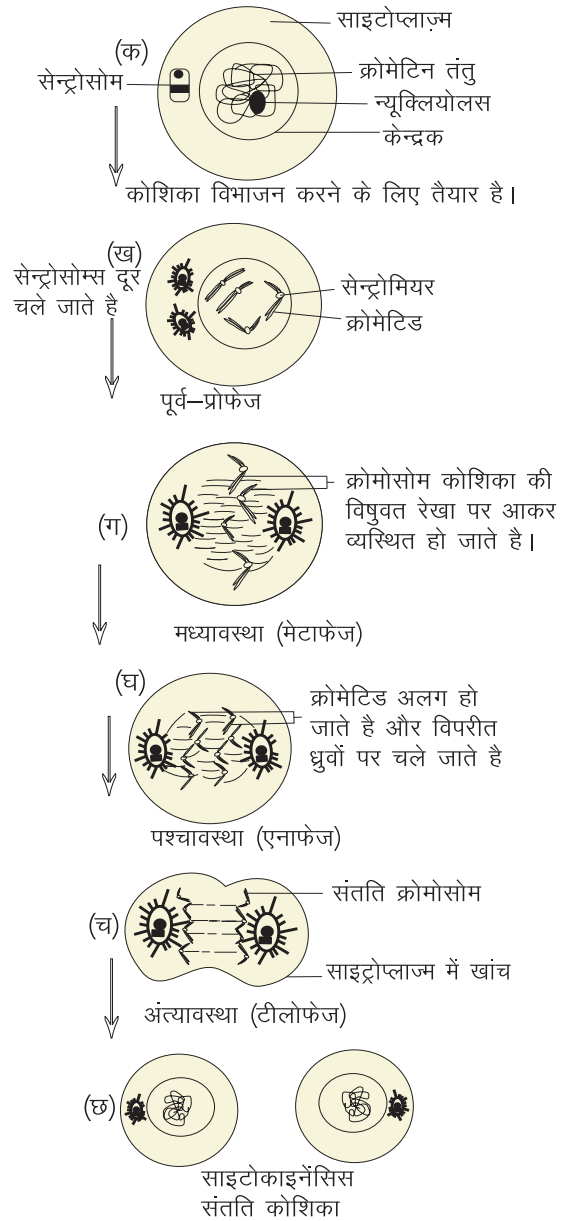 साइटोप्लाज़्म
(क)
सेन्ट्रोसोम
क्रोमेटिन तंतु
न्यूक्लियोलस
केन्द्रक
कोशिका विभाजन करने के लिए तैयार है।
(ख)
सेन्ट्रोसोम्स दूर
चले जाते है
सेन्ट्रोमियर
क्रोमेटिड
पूर्व–प्रोफेज
(ग)
क्रोमोसोम कोशिका की
विषुवत रेखा पर आकर
व्यस्थित हो जाते है।
मध्यावस्था (मेटाफेज)
(घ)
क्रोमेटिड अलग हो
जाते है और विपरीत
ध्रुवों पर चले जाते है
पश्चावस्था (एनाफेज)
संतति क्रोमोसोम
(च)
साइट्रोप्लाज्म में खांच
अंत्यावस्था (टीलोफेज)
(छ)
साइटोकाइनेंसिस
संतति कोशिका